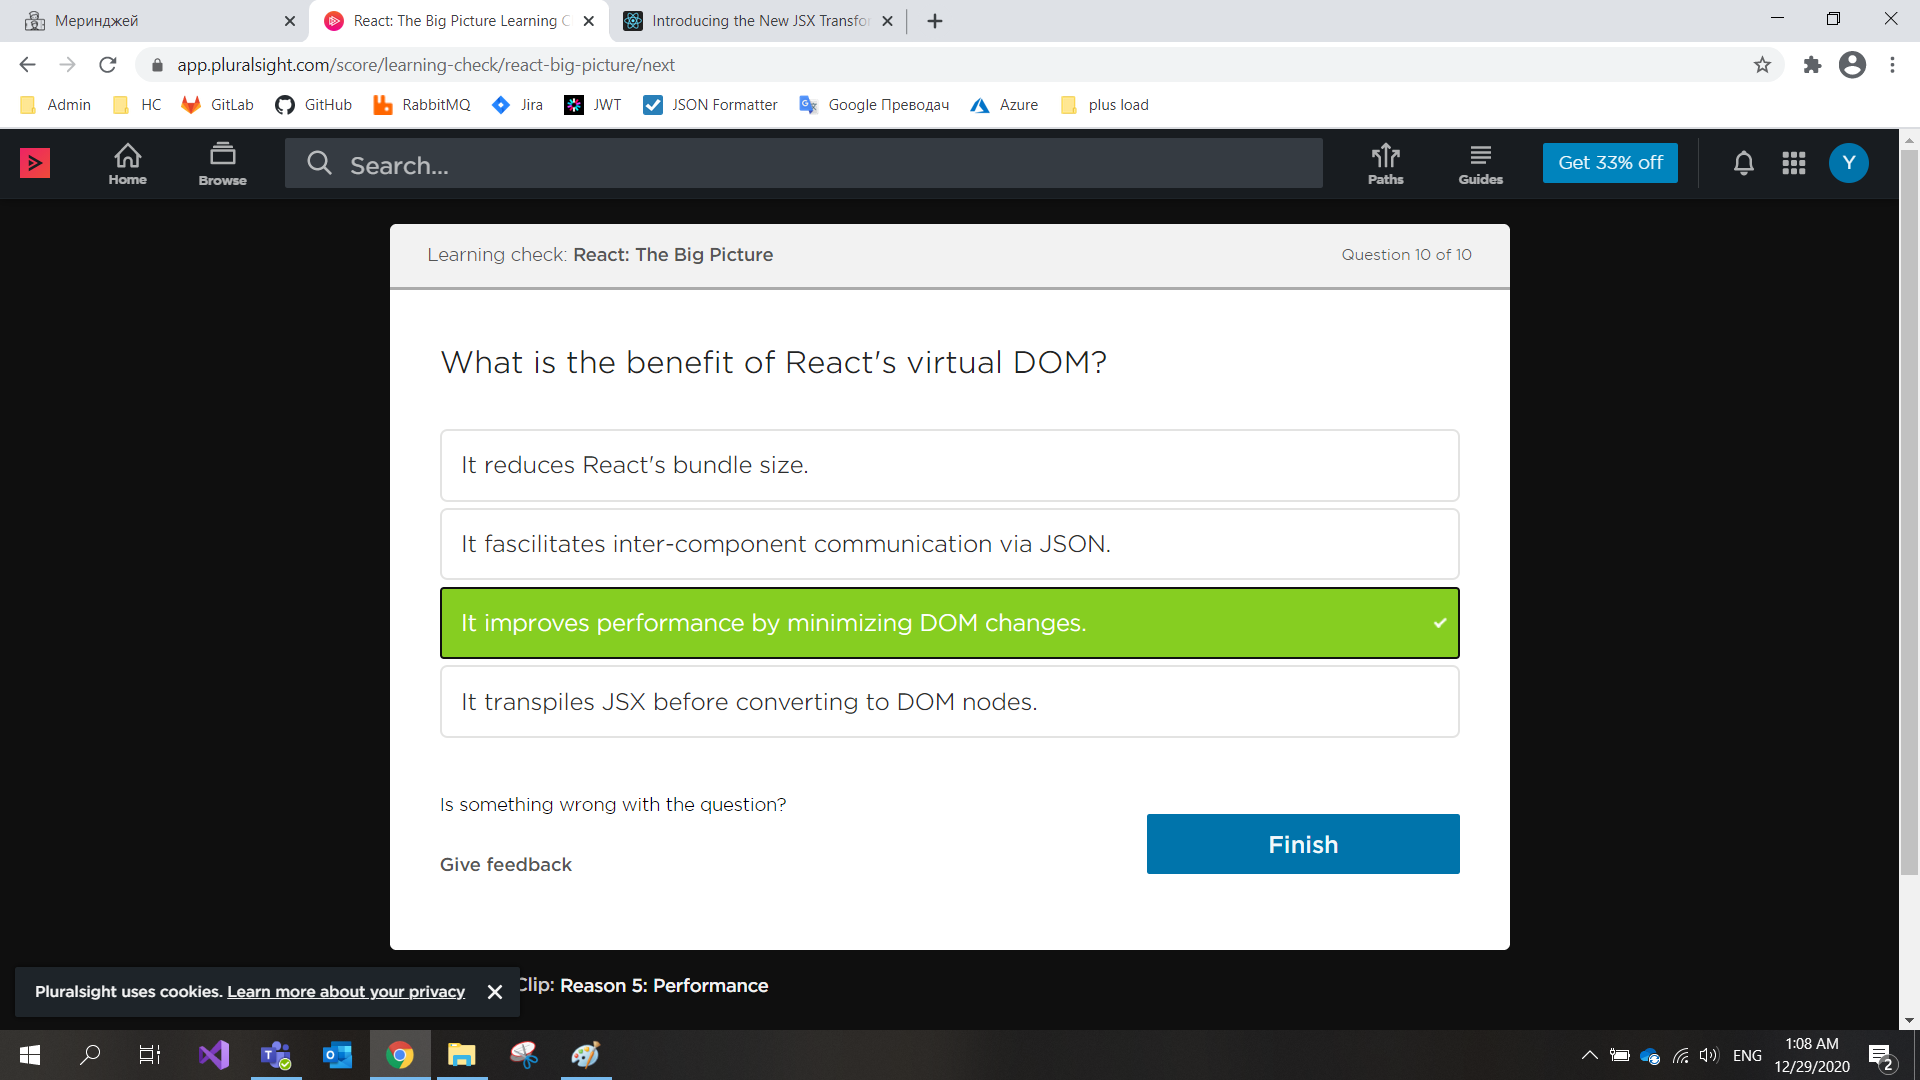 Меринджей
React: The Big Picture Learning C
Introducing the New JSX Transfo
app.pluralsight.com/score/learning-check/react-big-picture/next
Admin HC GitLab GitHub RabbitMQ Jira JWT JSON Formatter Google Преводач Azure plus load
Home Browse Search... Paths Guides Get 33% off Y
Learning check: React: The Big Picture Question 10 of 10
What is the benefit of React's virtual DOM?
It reduces React's bundle size.
It fascilitates inter-component communication via JSON.
It improves performance by minimizing DOM changes.
It transpiles JSX before converting to DOM nodes.
Is something wrong with the question?
Finish
Give feedback
Clip: Reason 5: Performance
Pluralsight uses cookies. Learn more about your privacy
ENG 1:08 AM
12/29/2020 2